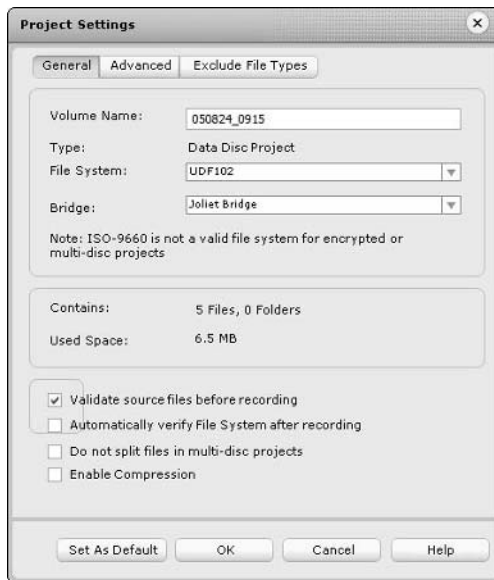 Project Settings
General Advanced Exclude File Types
Volume Name: 050824_0915
Type: Data Disc Project
File System: UDF102
Bridge: Joliet Bridge
Note: ISO-9660 is not a valid file system for encrypted or
multi-disc projects
Contains: 5 Files, 0 Folders
Used Space: 6.5 MB
Validate source files before recording
Automatically verify File System after recording
Do not split files in multi-disc projects
Enable Compression
Set As Default OK Cancel Help